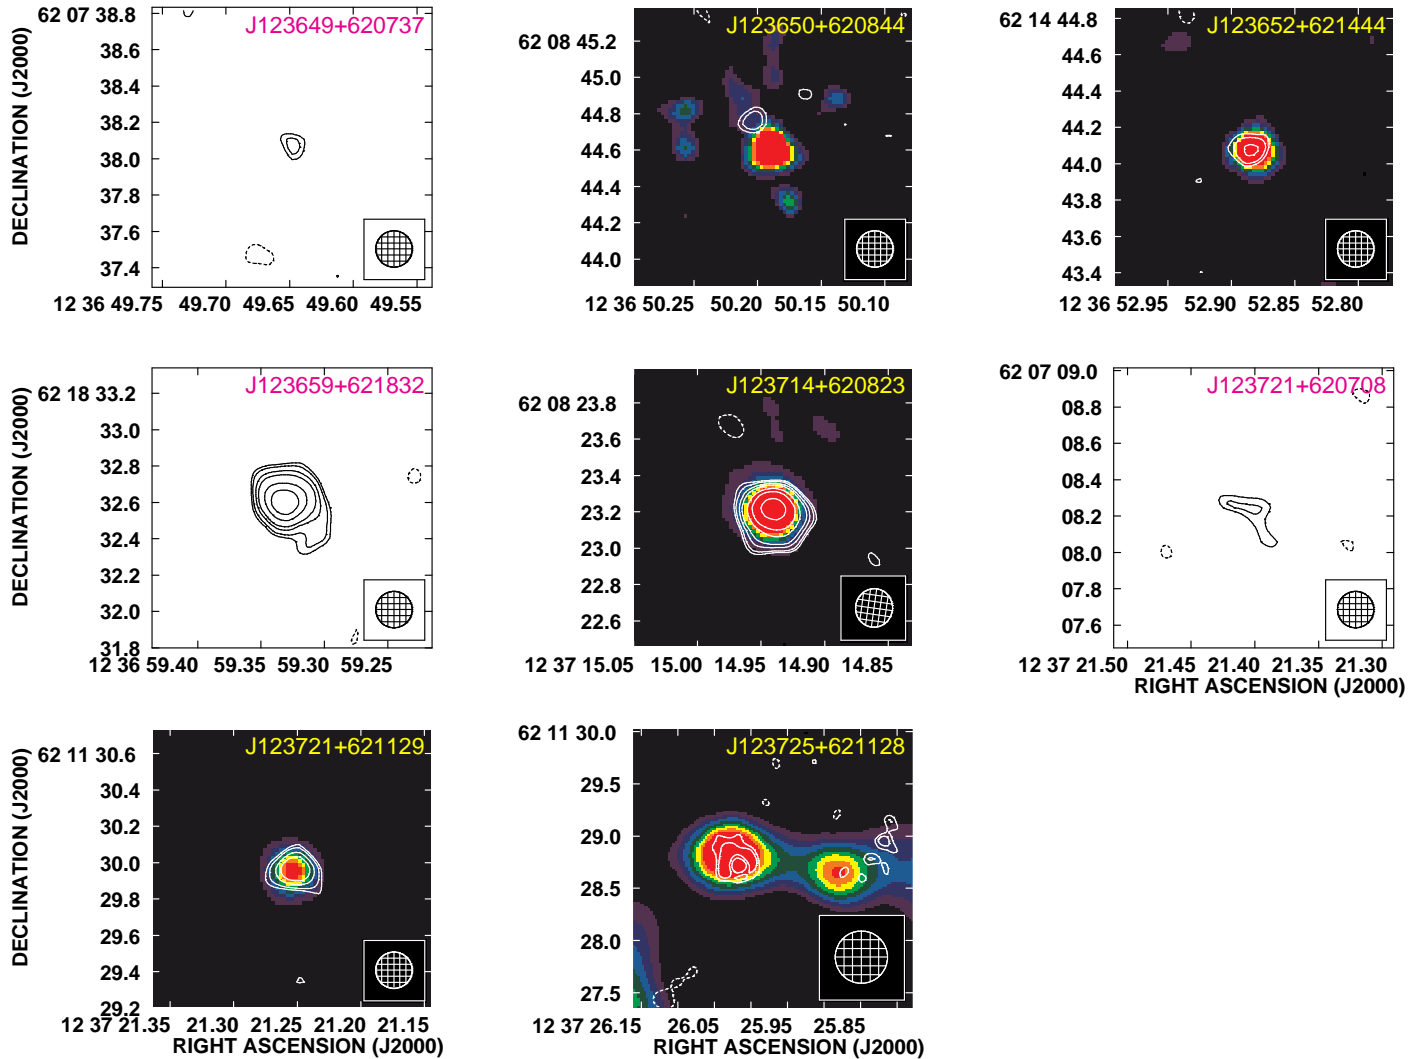 J123649+620737
62 07 38.8
38.6
38.4
38.2
38.0
37.8
37.6
37.4
DECLINATION (J2000)
12 36 49.75 49.70 49.65 49.60 49.55
J123650+620844
62 08 45.2
45.0
44.8
44.6
44.4
44.2
44.0
12 36 50.25 50.20 50.15 50.10
J123652+621444
62 14 44.8
44.6
44.4
44.2
44.0
43.8
43.6
43.4
12 36 52.95 52.90 52.85 52.80
J123659+621832
62 18 33.2
33.0
32.8
32.6
32.4
32.2
32.0
31.8
DECLINATION (J2000)
12 36 59.40 59.35 59.30 59.25
J123714+620823
62 08 23.8
23.6
23.4
23.2
23.0
22.8
22.6
12 37 15.05 15.00 14.95 14.90 14.85
J123721+620708
62 07 09.0
08.8
08.6
08.4
08.2
08.0
07.8
07.6
12 37 21.50 21.45 21.40 21.35 21.30
RIGHT ASCENSION (J2000)
J123721+621129
62 11 30.6
30.4
30.2
30.0
29.8
29.6
29.4
29.2
DECLINATION (J2000)
12 37 21.35 21.30 21.25 21.20 21.15
RIGHT ASCENSION (J2000)
J123725+621128
62 11 30.0
29.5
29.0
28.5
28.0
27.5
12 37 26.15 26.05 25.95 25.85
RIGHT ASCENSION (J2000)